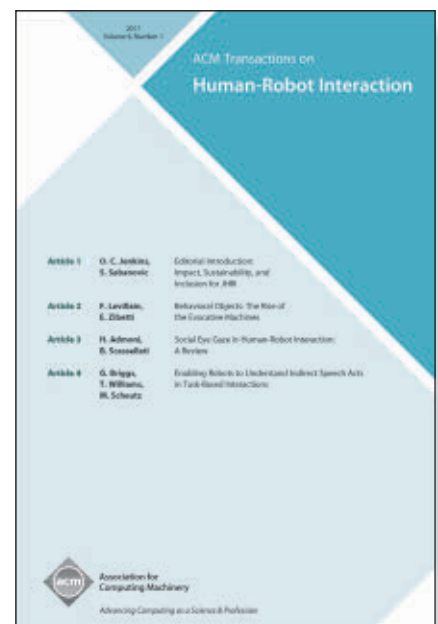 2017
Volume 6, Number 1
ACM Transactions on
Human-Robot Interaction
Article 1 O. C. Jenkins, Editorial Introduction:
S. Sabanovic Impact, Sustainability, and
Inclusion for JHRI
Article 2 F. Levillain, Behavioral Objects: The Rise of
E. Zibetti the Evocative Machines
Article 3 H. Admoni, Social Eye Gaze in Human-Robot Interaction:
B. Scassellati A Review
Article 4 G. Briggs, Enabling Robots to Understand Indirect Speech Acts
T. Williams, in Task-Based Interactions
M. Scheutz
acm
Association for
Computing Machinery
Advancing Computing as a Science & Profession